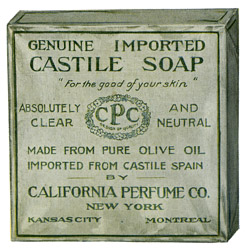 GENUINE IMPORTED
CASTILE SOAP
"For the good of your skin"
ABSOLUTELY AND
CPC
CLEAR NEUTRAL
MADE FROM PURE OLIVE OIL
IMPORTED FROM CASTILE SPAIN
BY
CALIFORNIA PERFUME CO.
NEW YORK
KANSAS CITY MONTREAL